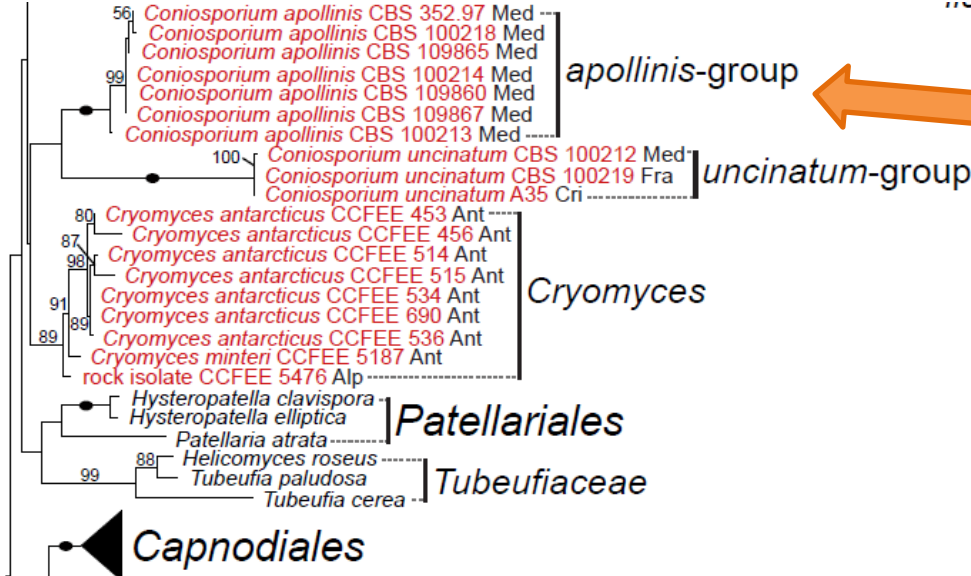 56
Coniosporium apollinis CBS 352.97 Med
Coniosporium apollinis CBS 100218 Med
Coniosporium apollinis CBS 109865 Med
99
Coniosporium apollinis CBS 100214 Med
apollinis-group
Coniosporium apollinis CBS 109860 Med
Coniosporium apollinis CBS 109867 Med
Coniosporium apollinis CBS 100213 Med
100
Coniosporium uncinatum CBS 100212 Med
Coniosporium uncinatum CBS 100219 Fra
uncinatum-group
Coniosporium uncinatum A35 Cri
80
Cryomyces antarcticus CCFEE 453 Ant
Cryomyces antarcticus CCFEE 456 Ant
87
Cryomyces antarcticus CCFEE 514 Ant
98
Cryomyces antarcticus CCFEE 515 Ant
Cryomyces
91
Cryomyces antarcticus CCFEE 534 Ant
89
Cryomyces antarcticus CCFEE 690 Ant
89
Cryomyces antarcticus CCFEE 536 Ant
Cryomyces minteri CCFEE 5187 Ant
rock isolate CCFEE 5476 Alp
Hysteropatella clavispora
Hysteropatella elliptica
Patellariales
Patellaria atrata
88
Helicomyces roseus
99
Tubeufia paludosa
Tubeufiaceae
Tubeufia cerea
Capnodiales